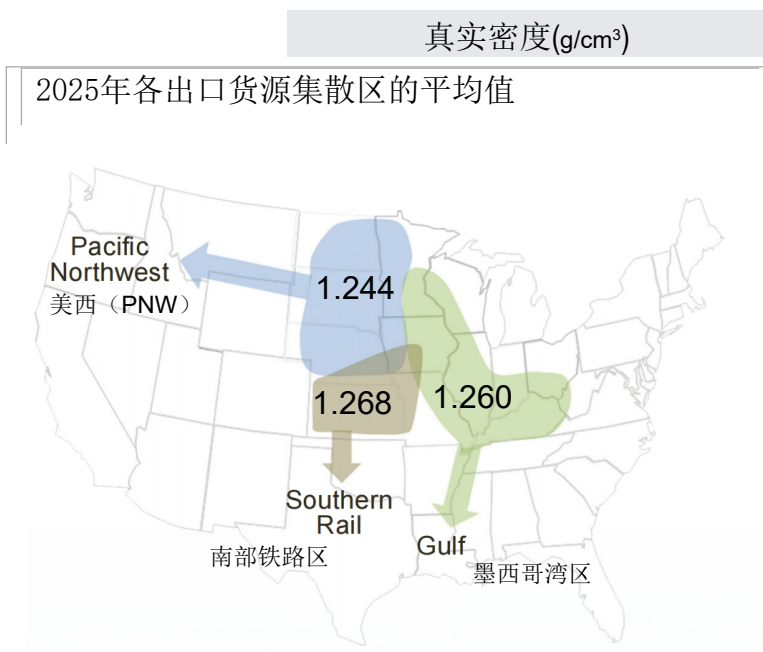 真实密度(g/cm³)
2025年各出口货源集散区的平均值
Pacific
Northwest
美西（PNW）
1.244
1.268
1.260
Southern
Rail
南部铁路区
Gulf
墨西哥湾区